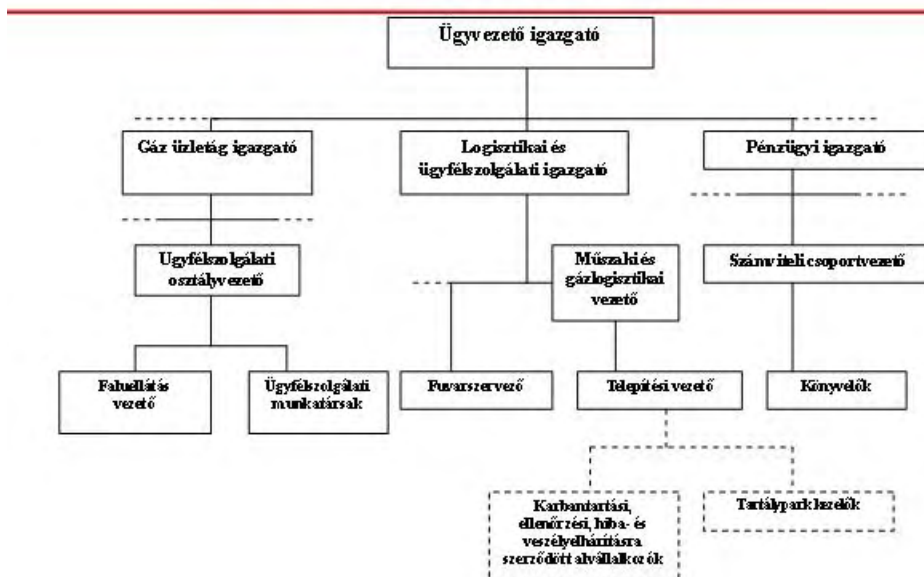 Ügyvezető igazgató
Gáz üzletág igazgató
Logisztikai és
ügyfélszolgálati igazgató
Pénzügyi igazgató
Ugyfélszolgálati
osztályvezető
Műszaki és
gázlogisztikai
vezető
Számviteli csoportvezető
Faluellátás
vezető
Ügyfélszolgálati
munkatársak
Fuvarszervező
Telepítési vezető
Könyvelők
Karbantartási,
ellenőrzési, hiba- és
veszélyelhárításra
szerződött alvállalkozók
Tartálypark kezelők